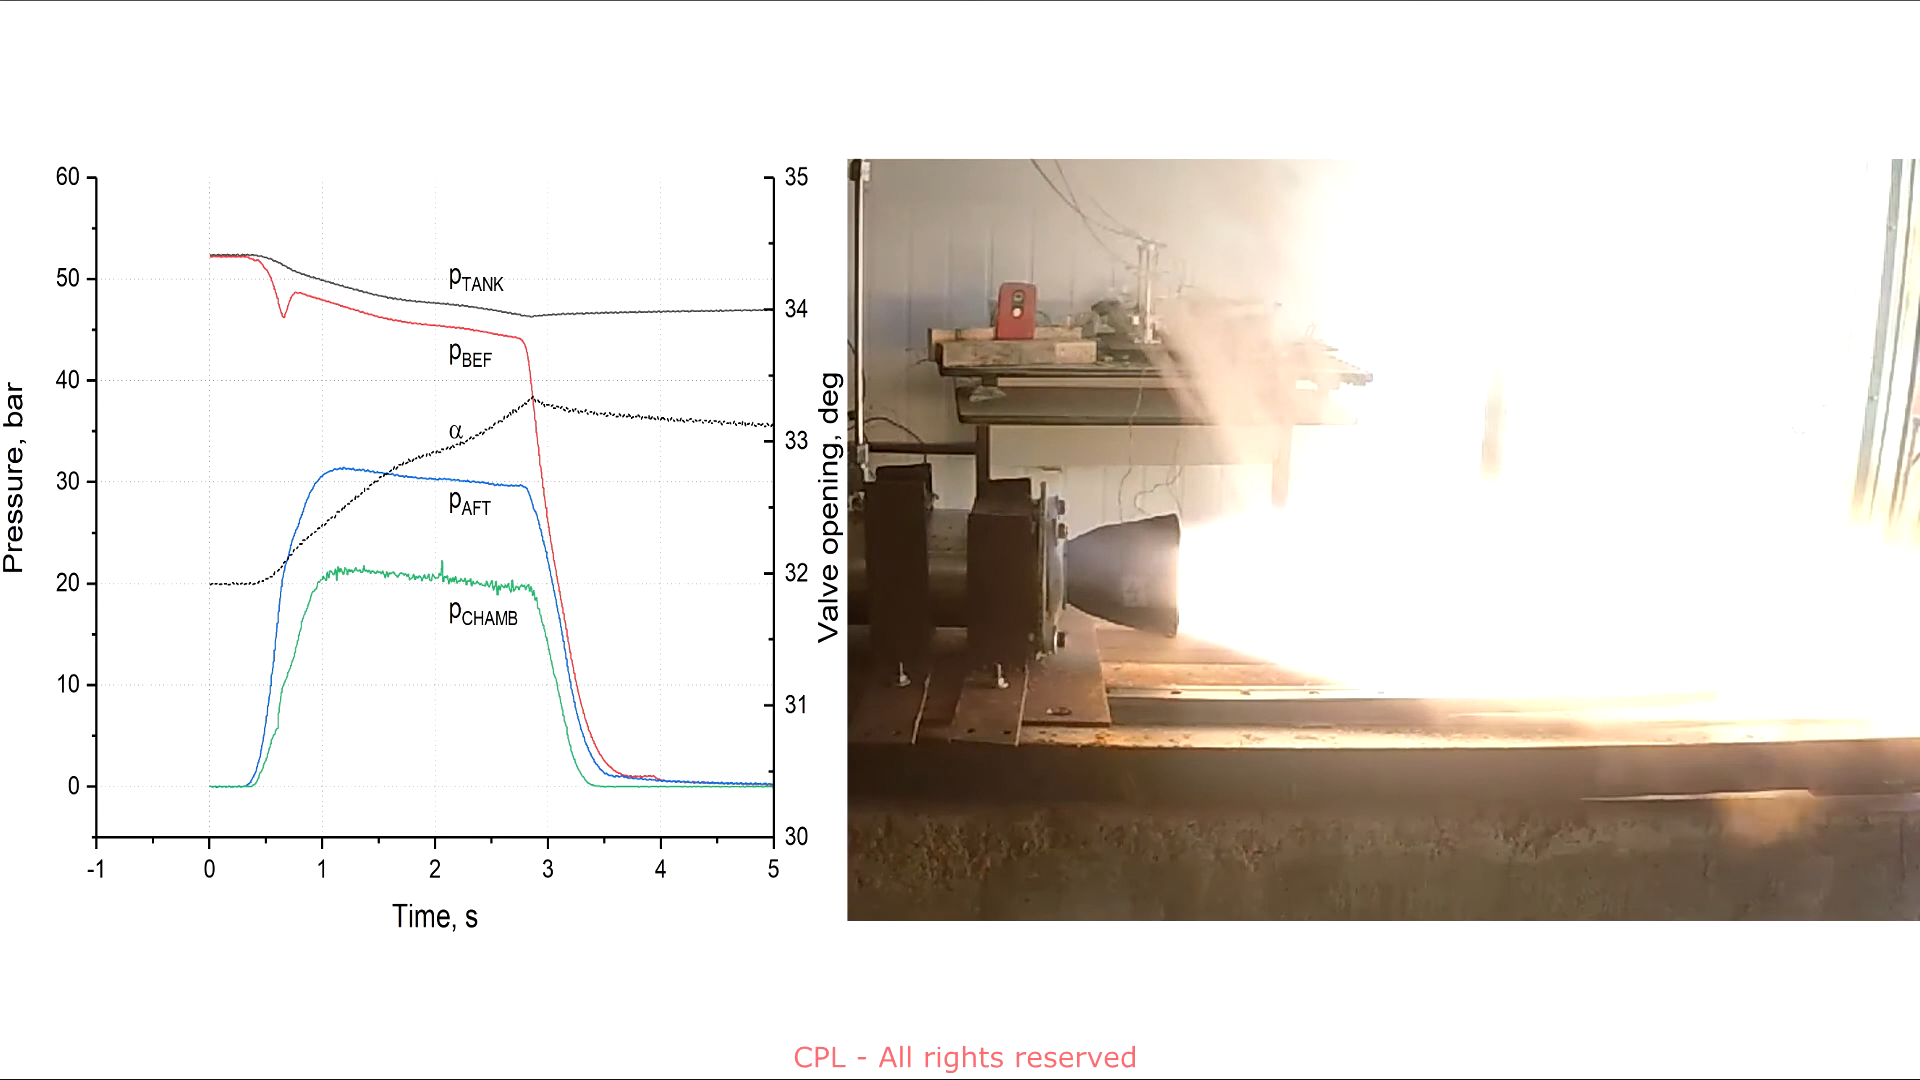 60
50
40
30
20
10
0
Pressure, bar
-1 0 1 2 3 4 5
Time, s
35
34
33
32
31
30
Valve opening, deg
pTANK
pBEF
α
pAFT
pCHAMB
CPL - All rights reserved